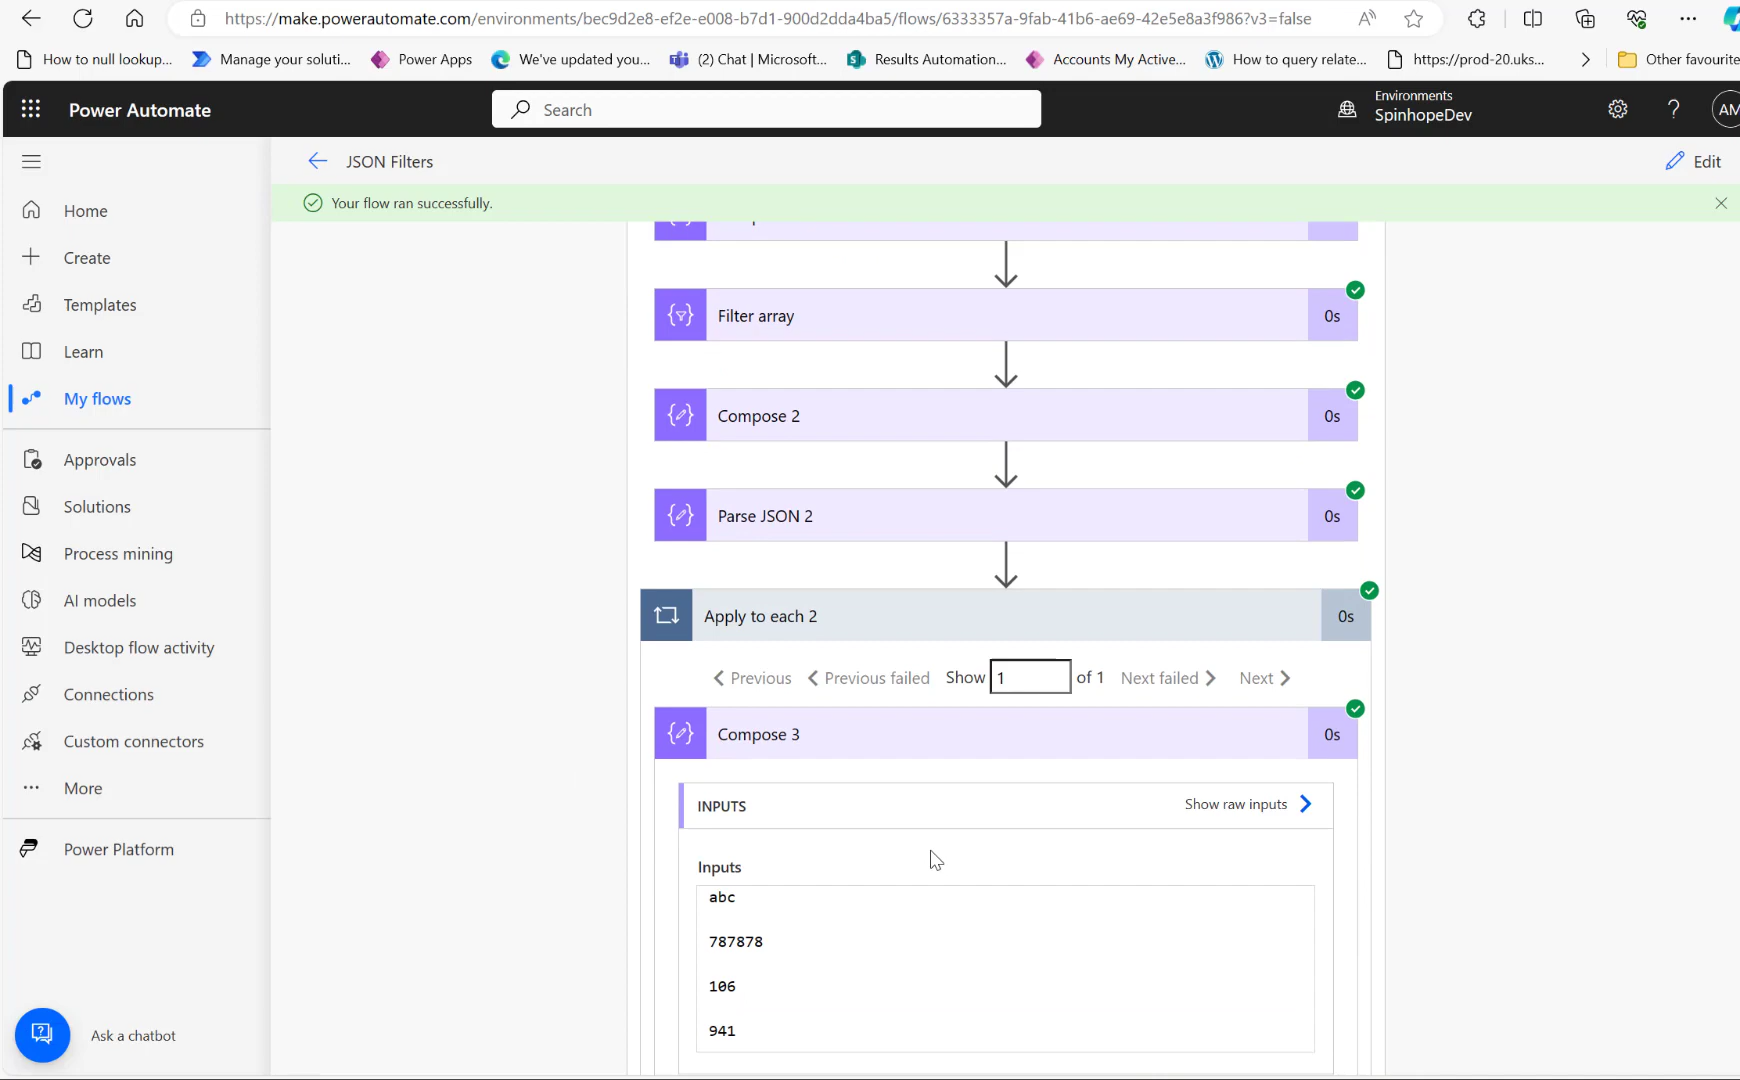 https://make.powerautomate.com/environments/bec9d2e8-ef2e-e008-b7d1-900d2dda4ba5/flows/6333357a-9fab-41b6-ae69-42e5e8a3f986?v3=false
How to null lookup...
Manage your soluti...
Power Apps
We've updated you...
(2) Chat | Microsoft...
Results Automation...
Accounts My Active...
How to query relate...
https://prod-20.uks...
Other favourite
Power Automate
Search
Environments
SpinhopeDev
AM
JSON Filters
Edit
Your flow ran successfully.
Home
Create
Templates
Learn
My flows
Approvals
Solutions
Process mining
AI models
Desktop flow activity
Connections
Custom connectors
More
Power Platform
Ask a chatbot
Filter array
0s
Compose 2
0s
Parse JSON 2
0s
Apply to each 2
0s
Previous
Previous failed
Show 1 of 1
Next failed
Next
Compose 3
0s
INPUTS
Show raw inputs
Inputs
abc
787878
106
941